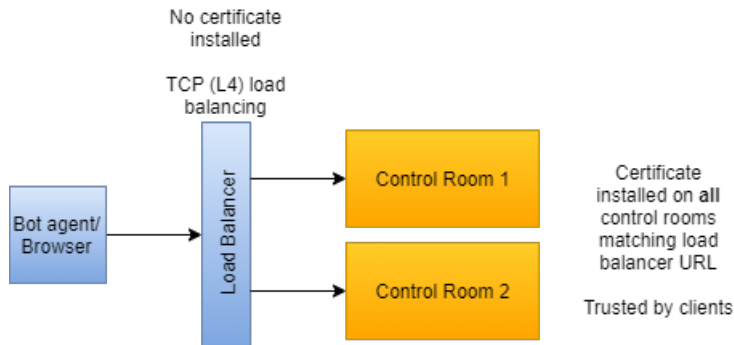 No certificate
installed
TCP (L4) load
balancing
Bot agent/
Browser
Load Balancer
Control Room 1
Control Room 2
Certificate
installed on all
control rooms
matching load
balancer URL
Trusted by clients